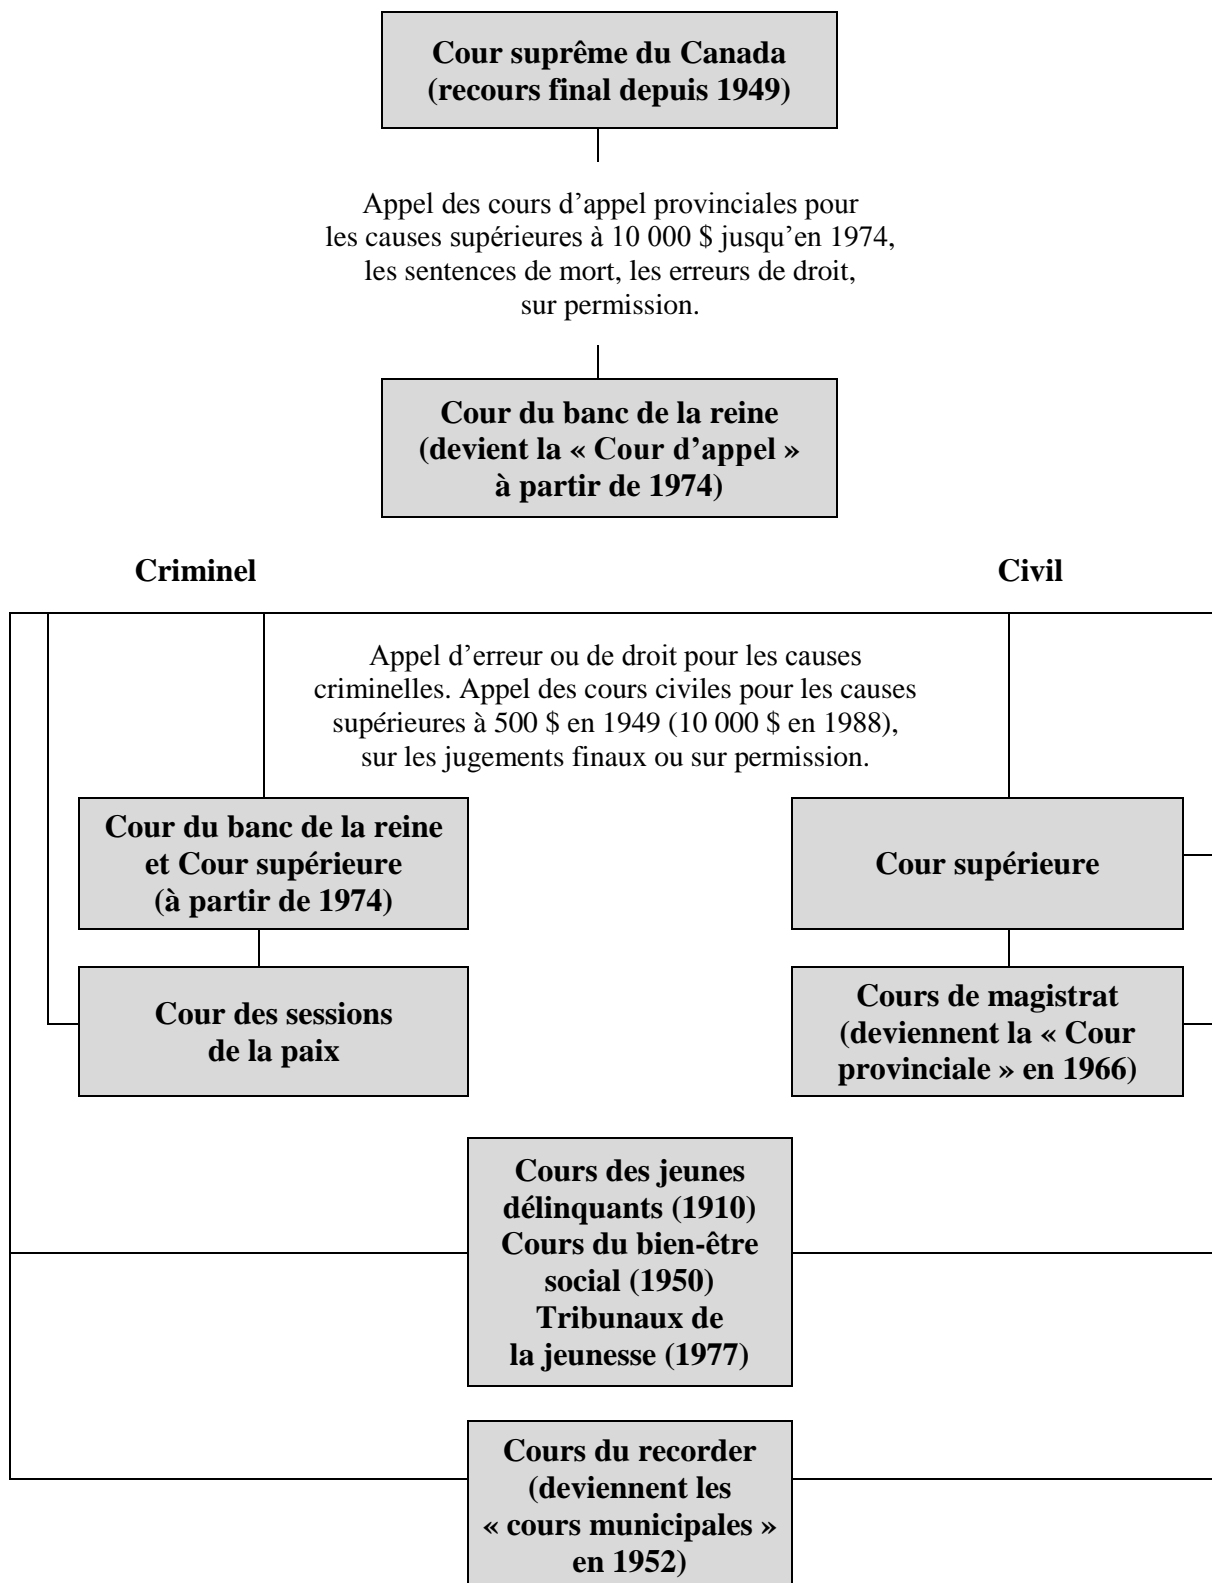 Cour suprême du Canada
(recours final depuis 1949)
Appel des cours d’appel provinciales pour
les causes supérieures à 10 000 $ jusqu’en 1974,
les sentences de mort, les erreurs de droit,
sur permission.
Cour du banc de la reine
(devient la « Cour d’appel »
à partir de 1974)
Criminel
Civil
Appel d’erreur ou de droit pour les causes
criminelles. Appel des cours civiles pour les causes
supérieures à 500 $ en 1949 (10 000 $ en 1988),
sur les jugements finaux ou sur permission.
Cour du banc de la reine
et Cour supérieure
(à partir de 1974)
Cour supérieure
Cour des sessions
de la paix
Cours de magistrat
(deviennent la « Cour
provinciale » en 1966)
Cours des jeunes
délinquants (1910)
Cours du bien-être
social (1950)
Tribunaux de
la jeunesse (1977)
Cours du recorder
(deviennent les
« cours municipales »
en 1952)